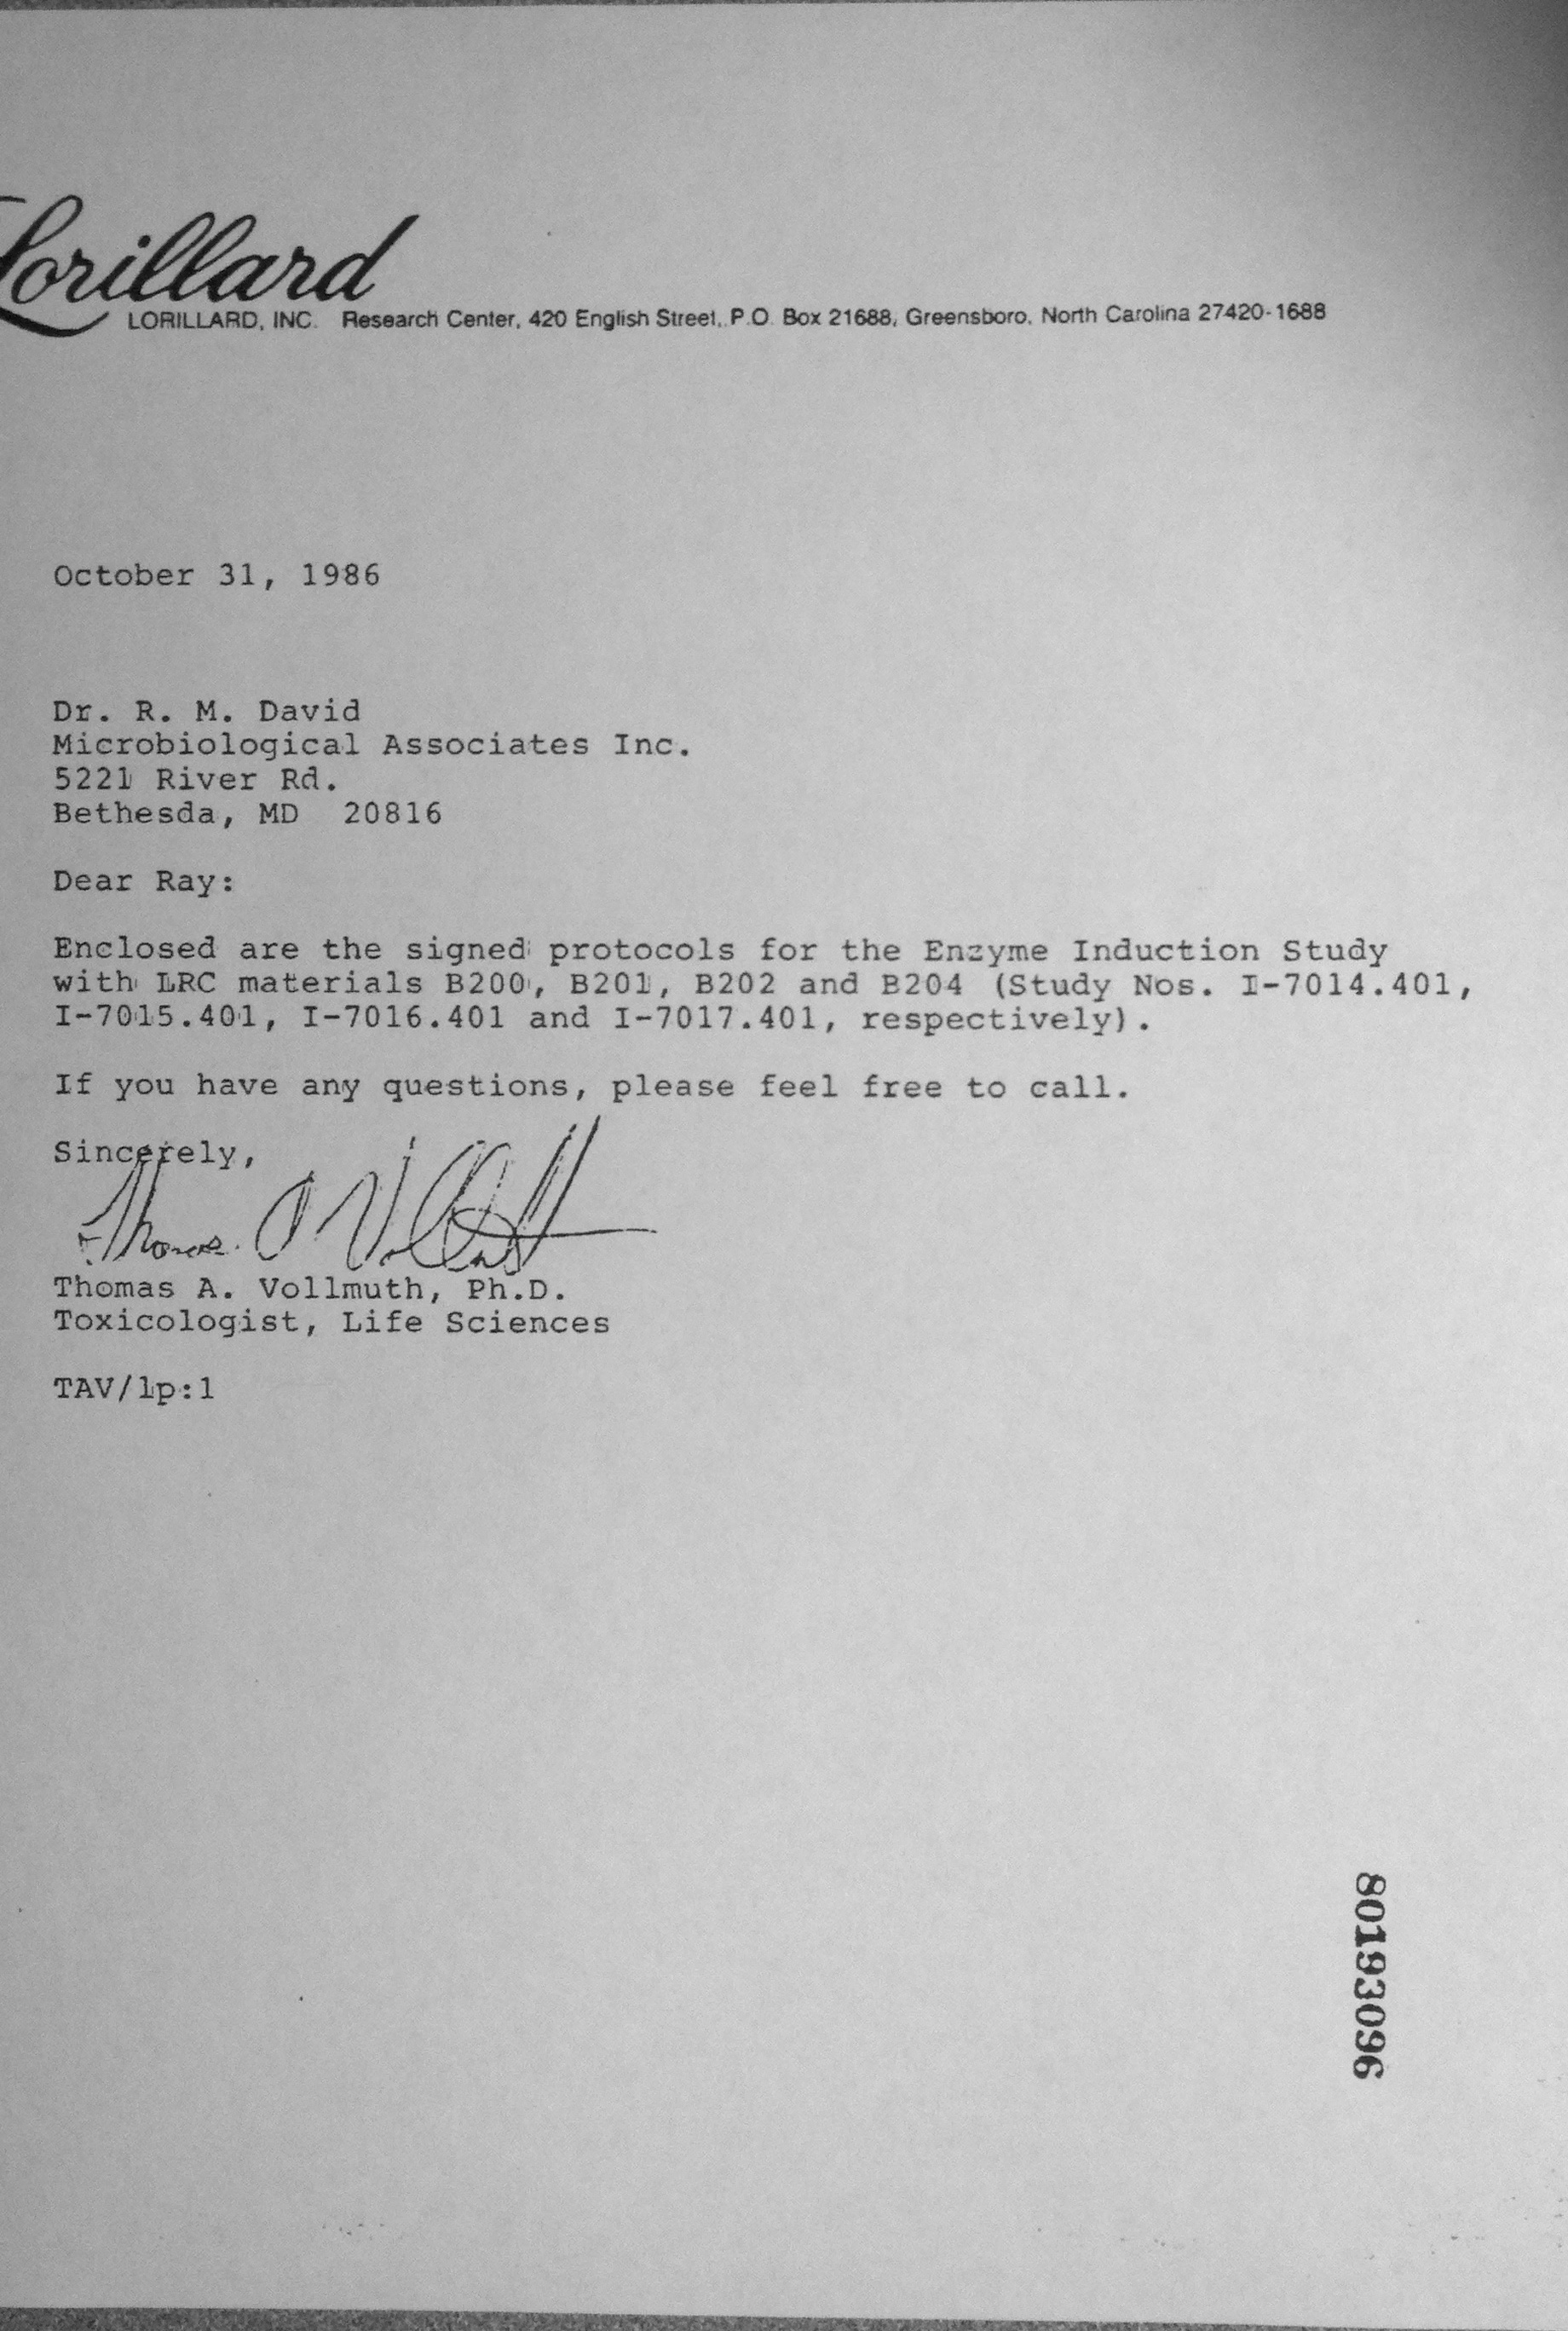 Lorillard
LORILLARD, INC. Research Center, 420 English Street, P.O. Box 21688, Greensboro, North Carolina 27420-1688
October 31, 1986
Dr. R. M. David
Microbiological Associates Inc.
5221 River Rd.
Bethesda, MD 20816
Dear Ray:
Enclosed are the signed protocols for the Enzyme Induction Study
with LRC materials B200, B201, B202 and B204 (Study Nos. I-7014.401,
I-7015.401, I-7016.401 and I-7017.401, respectively).
If you have any questions, please feel free to call.
Sincerely,
Thomas A Vollmuth
Thomas A. Vollmuth, Ph.D.
Toxicologist, Life Sciences
TAV/lp:1
80193096